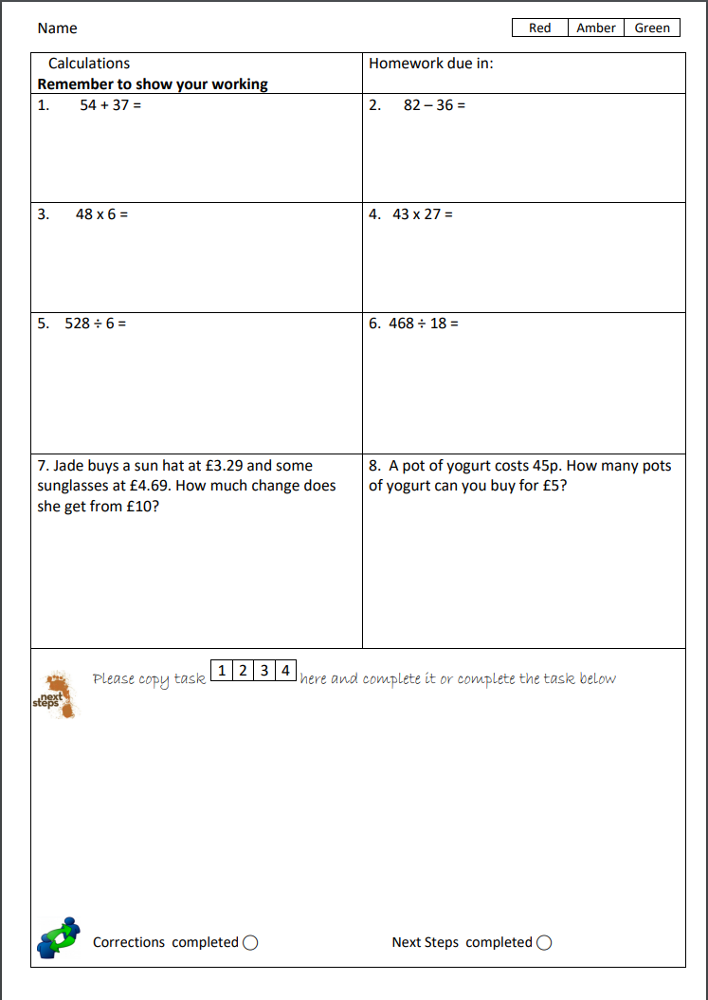 Name
Red Amber Green
Calculations
Remember to show your working
Homework due in:
1. 54 + 37 =
2. 82 – 36 =
3. 48 x 6 =
4. 43 x 27 =
5. 528 ÷ 6 =
6. 468 ÷ 18 =
7. Jade buys a sun hat at £3.29 and some
sunglasses at £4.69. How much change does
she get from £10?
8. A pot of yogurt costs 45p. How many pots
of yogurt can you buy for £5?
next
steps
Please copy task 1 2 3 4 here and complete it or complete the task below
Corrections completed
Next Steps completed